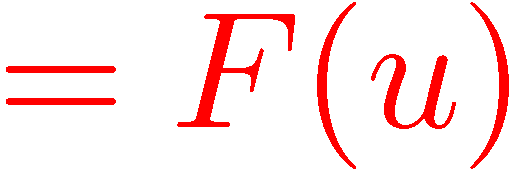 = F(u)